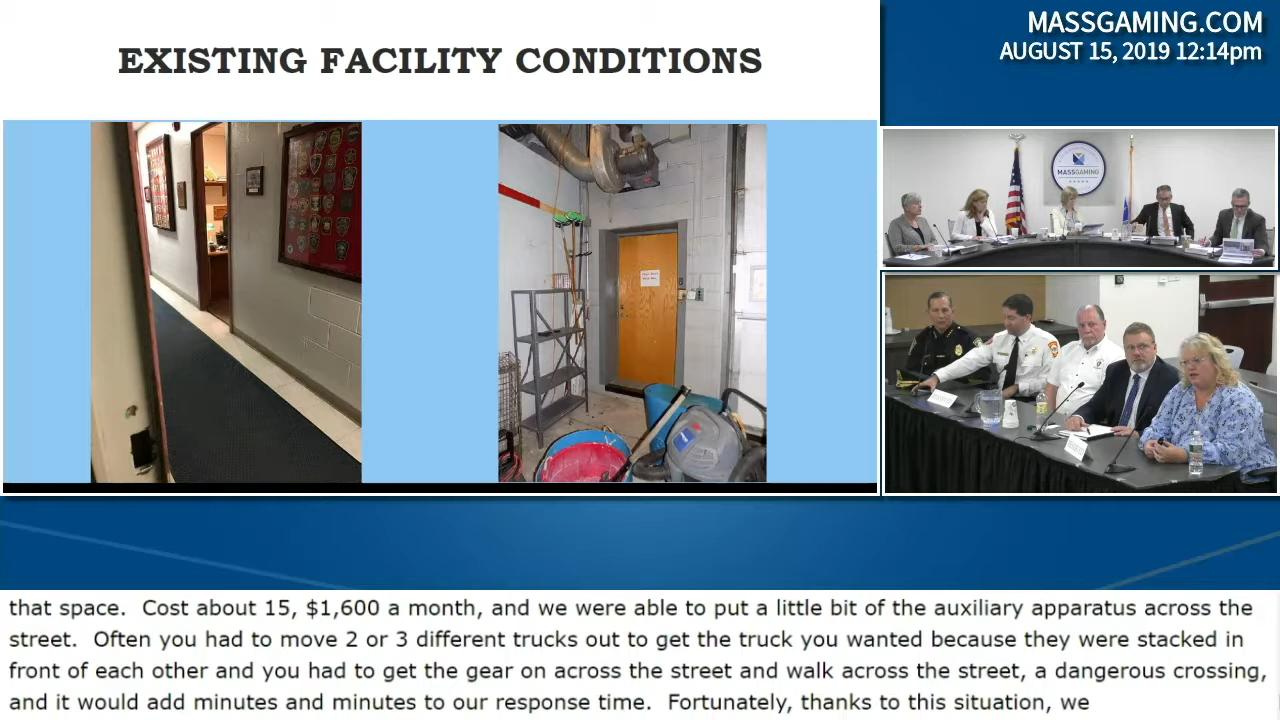 EXISTING FACILITY CONDITIONS
MASSGAMING.COM
AUGUST 15, 2019 12:14pm
MASSGAMING
that space.  Cost about 15, $1,600 a month, and we were able to put a little bit of the auxiliary apparatus across the
street.  Often you had to move 2 or 3 different trucks out to get the truck you wanted because they were stacked in
front of each other and you had to get the gear on across the street and walk across the street, a dangerous crossing,
and it would add minutes and minutes to our response time.  Fortunately, thanks to this situation, we